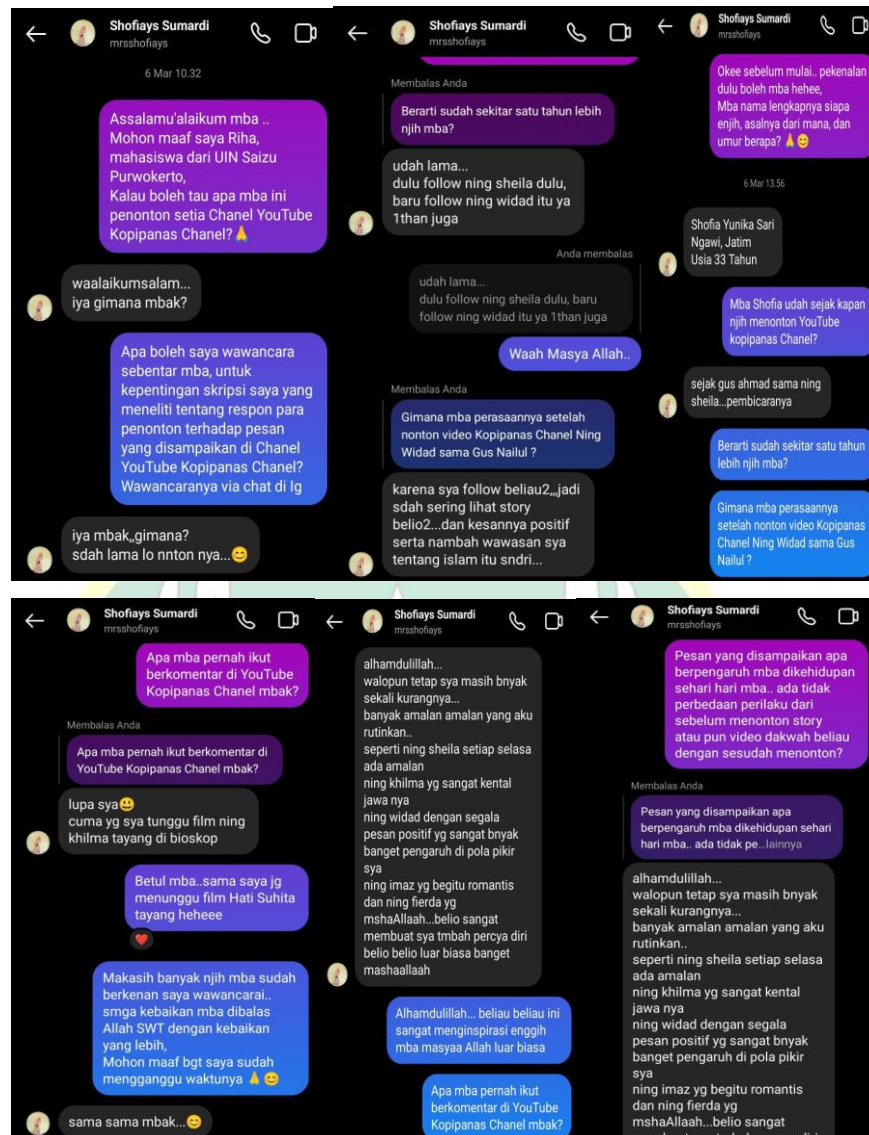 Shofiays Sumardi
mrsshofiays
6 Mar 10.32
Assalamu'alaikum mba ..
Mohon maaf saya Riha,
mahasiswa dari UIN Saizu
Purwokerto,
Kalau boleh tau apa mba ini
penonton setia Chanel YouTube
Kopipanas Chanel?🙏
waalaikumsalam...
iya gimana mbak?
Apa boleh saya wawancara
sebentar mba, untuk
kepentingan skripsi saya yang
meneliti tentang respon para
penonton terhadap pesan
yang disampaikan di Chanel
YouTube Kopipanas Chanel?
Wawancaranya via chat di Ig
iya mbak,,gimana?
sdah lama lo nnton nya...😊
Shofiays Sumardi
mrsshofiays
Membalas Anda
Berarti sudah sekitar satu tahun lebih
njih mba?
udah lama...
dulu follow ning sheila dulu,
baru follow ning widad itu ya
1than juga
Anda membalas
udah lama...
dulu follow ning sheila dulu, baru
follow ning widad itu ya 1than juga
Waah Masya Allah..
Membalas Anda
Gimana mba perasaannya setelah
nonton video Kopipanas Chanel Ning
Widad sama Gus Nailul ?
karena sya follow beliau2,,,jadi
sdah sering lihat story
belio2...dan kesannya positif
serta nambah wawasan sya
tentang islam itu sndri...
Shofiays Sumardi
mrsshofiays
Okee sebelum mulai.. pekenalan
dulu boleh mba hehee,
Mba nama lengkapnya siapa
enjih, asalnya dari mana, dan
umur berapa? 🙏😊
6 Mar 13.56
Shofia Yunika Sari
Ngawi, Jatim
Usia 33 Tahun
Mba Shofia udah sejak kapan
njih menonton YouTube
kopipanas Chanel?
sejak gus ahmad sama ning
sheila...pembicaranya
Berarti sudah sekitar satu tahun
lebih njih mba?
Gimana mba perasaannya
setelah nonton video Kopipanas
Chanel Ning Widad sama Gus
Nailul ?
Shofiays Sumardi
mrsshofiays
Apa mba pernah ikut
berkomentar di YouTube
Kopipanas Chanel mbak?
Membalas Anda
Apa mba pernah ikut berkomentar di
YouTube Kopipanas Chanel mbak?
lupa sya😃
cuma yg sya tunggu film ning
khilma tayang di bioskop
Betul mba..sama saya jg
menunggu film Hati Suhita
tayang heheee
Makasih banyak njih mba sudah
berkenan saya wawancarai..
smga kebaikan mba dibalas
Allah SWT dengan kebaikan
yang lebih,
Mohon maaf bgt saya sudah
mengganggu waktunya 🙏😊
sama sama mbak...😊
Shofiays Sumardi
mrsshofiays
alhamdulillah...
walopun tetap sya masih bnyak
sekali kurangnya...
banyak amalan amalan yang aku
rutinkan..
seperti ning sheila setiap selasa
ada amalan
ning khilma yg sangat kental
jawa nya
ning widad dengan segala
pesan positif yg sangat bnyak
banget pengaruh di pola pikir
sya
ning imaz yg begitu romantis
dan ning fierda yg
mshaAllaah...belio sangat
membuat sya tmbah percya diri
belio belio luar biasa banget
mashaallaah
Alhamdulillah... beliau beliau ini
sangat menginspirasi enggih
mba masyaa Allah luar biasa
Apa mba pernah ikut
berkomentar di YouTube
Kopipanas Chanel mbak?
Shofiays Sumardi
mrsshofiays
Pesan yang disampaikan apa
berpengaruh mba dikehidupan
sehari hari mba.. ada tidak
perbedaan perilaku dari
sebelum menonton story
atau pun video dakwah beliau
dengan sesudah menonton?
Membalas Anda
Pesan yang disampaikan apa
berpengaruh mba dikehidupan sehari
hari mba.. ada tidak pe...lainnya
alhamdulillah...
walopun tetap sya masih bnyak
sekali kurangnya...
banyak amalan amalan yang aku
rutinkan..
seperti ning sheila setiap selasa
ada amalan
ning khilma yg sangat kental
jawa nya
ning widad dengan segala
pesan positif yg sangat bnyak
banget pengaruh di pola pikir
sya
ning imaz yg begitu romantis
dan ning fierda yg
mshaAllaah...belio sangat